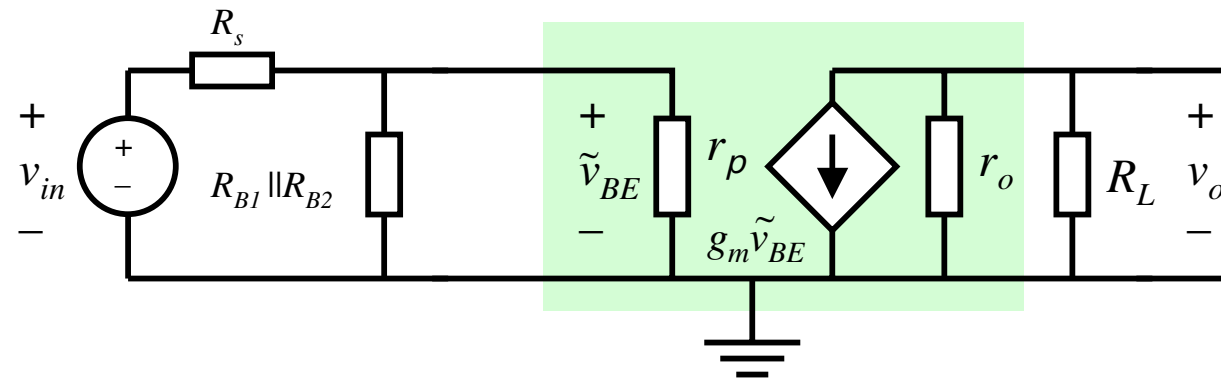 R_s
+
v_in
−
+
−
R_B1 || R_B2
+
ṽ_BE
−
r_p
g_m ṽ_BE
r_o
R_L
+
v_o
−